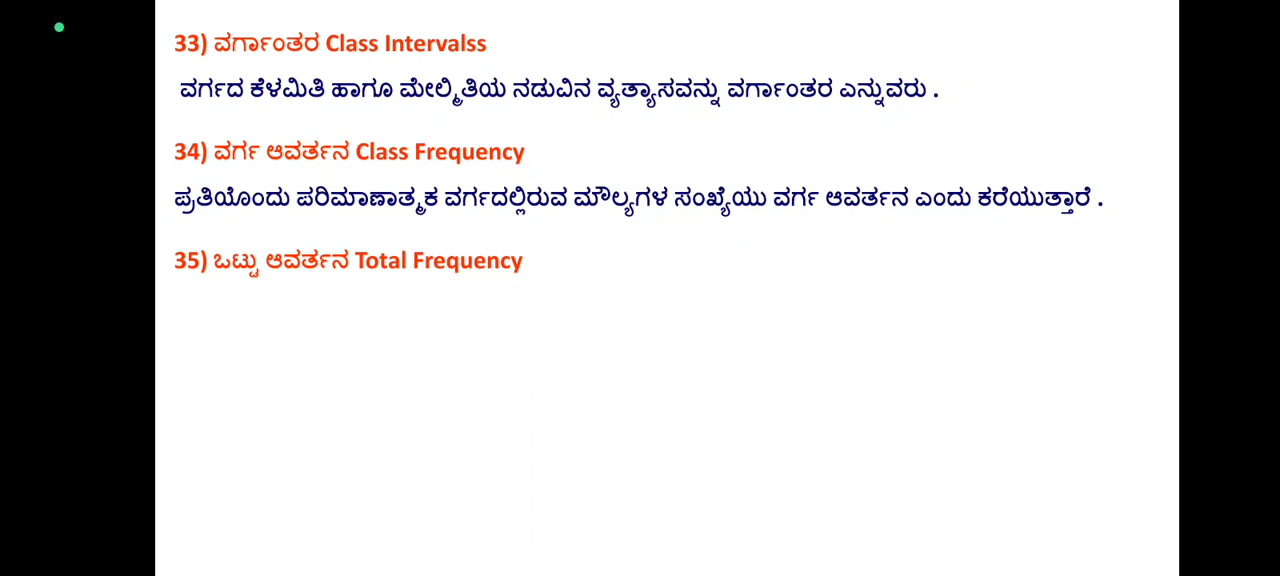 33) ವರ್ಗಾಂತರ Class Intervalss
ವರ್ಗದ ಕೆಳಮಿತಿ ಹಾಗೂ ಮೇಲ್ಮಿತಿಯ ನಡುವಿನ ವ್ಯತ್ಯಾಸವನ್ನು ವರ್ಗಾಂತರ ಎನ್ನುವರು .
34) ವರ್ಗ ಆವರ್ತನ Class Frequency
ಪ್ರತಿಯೊಂದು ಪರಿಮಾಣಾತ್ಮಕ ವರ್ಗದಲ್ಲಿರುವ ಮೌಲ್ಯಗಳ ಸಂಖ್ಯೆಯು ವರ್ಗ ಆವರ್ತನ ಎಂದು ಕರೆಯುತ್ತಾರೆ .
35) ಒಟ್ಟು ಆವರ್ತನ Total Frequency